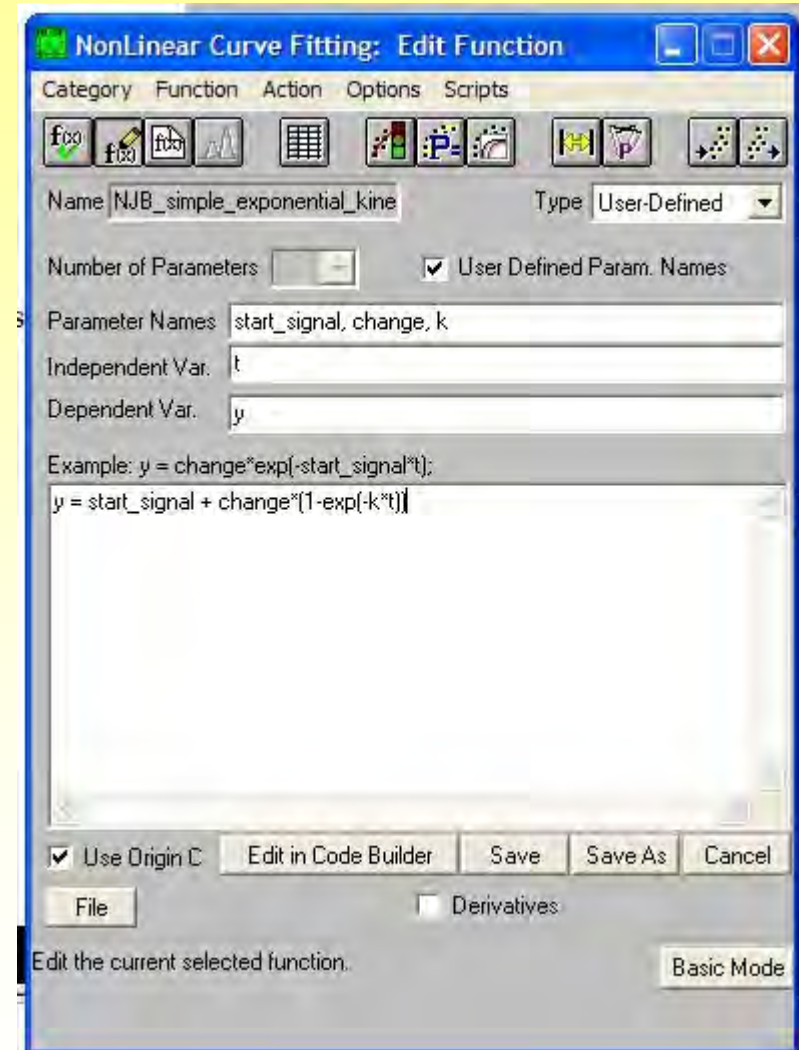 NonLinear Curve Fitting: Edit Function
Category Function Action Options Scripts
Name NJB_simple_exponential_kine Type User-Defined
Number of Parameters User Defined Param. Names
Parameter Names start_signal, change, k
Independent Var. t
Dependent Var. y
Example: y = change*exp(-start_signal*t);
y = start_signal + change*(1-exp(-k*t))
Use Origin C Edit in Code Builder Save Save As Cancel
File Derivatives
Edit the current selected function. Basic Mode